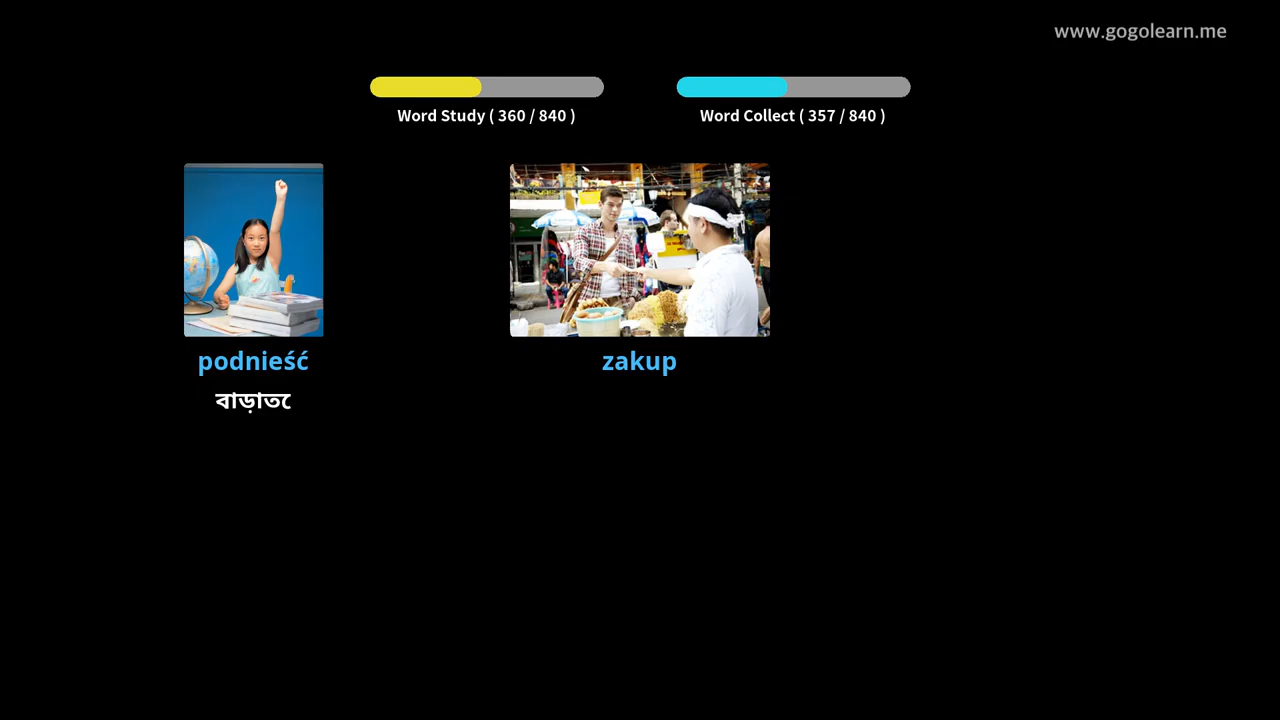 www.gogolearn.me
Word Study ( 360 / 840 )
Word Collect ( 357 / 840 )
podnieść
zakup
বাড়াতে